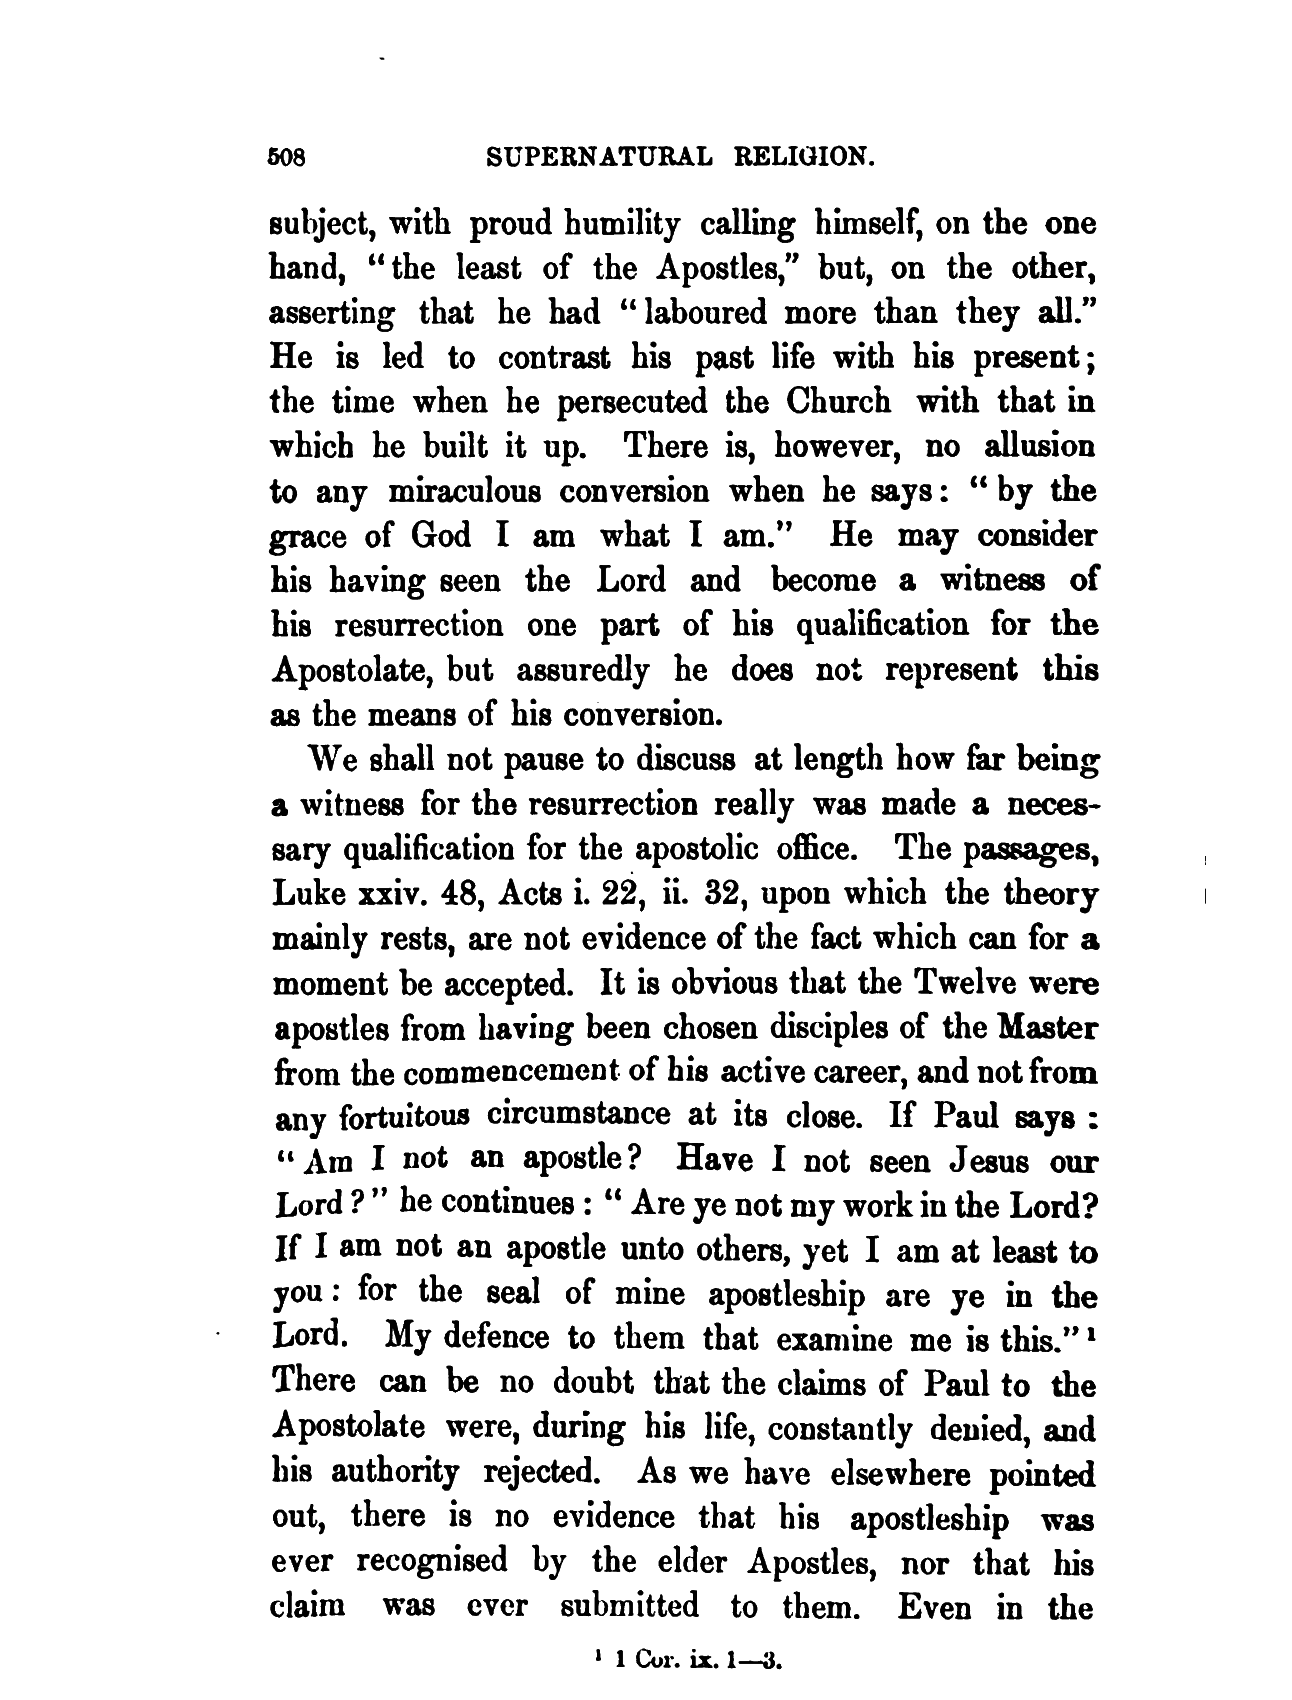 508 SUPERNATURAL RELIGION.
subject, with proud humility calling himself, on the one
hand, "the least of the Apostles," but, on the other,
asserting that he had "laboured more than they all."
He is led to contrast his past life with his present;
the time when he persecuted the Church with that in
which he built it up. There is, however, no allusion
to any miraculous conversion when he says: "by the
grace of God I am what I am." He may consider
his having seen the Lord and become a witness of
his resurrection one part of his qualification for the
Apostolate, but assuredly he does not represent this
as the means of his conversion.
We shall not pause to discuss at length how far being
a witness for the resurrection really was made a neces-
sary qualification for the apostolic office. The passages,
Luke xxiv. 48, Acts i. 22, ii. 32, upon which the theory
mainly rests, are not evidence of the fact which can for a
moment be accepted. It is obvious that the Twelve were
apostles from having been chosen disciples of the Master
from the commencement of his active career, and not from
any fortuitous circumstance at its close. If Paul says:
"Am I not an apostle? Have I not seen Jesus our
Lord?" he continues: "Are ye not my work in the Lord?
If I am not an apostle unto others, yet I am at least to
you: for the seal of mine apostleship are ye in the
Lord. My defence to them that examine me is this."¹
There can be no doubt that the claims of Paul to the
Apostolate were, during his life, constantly denied, and
his authority rejected. As we have elsewhere pointed
out, there is no evidence that his apostleship was
ever recognised by the elder Apostles, nor that his
claim was ever submitted to them. Even in the
¹ 1 Cor. ix. 1—3.